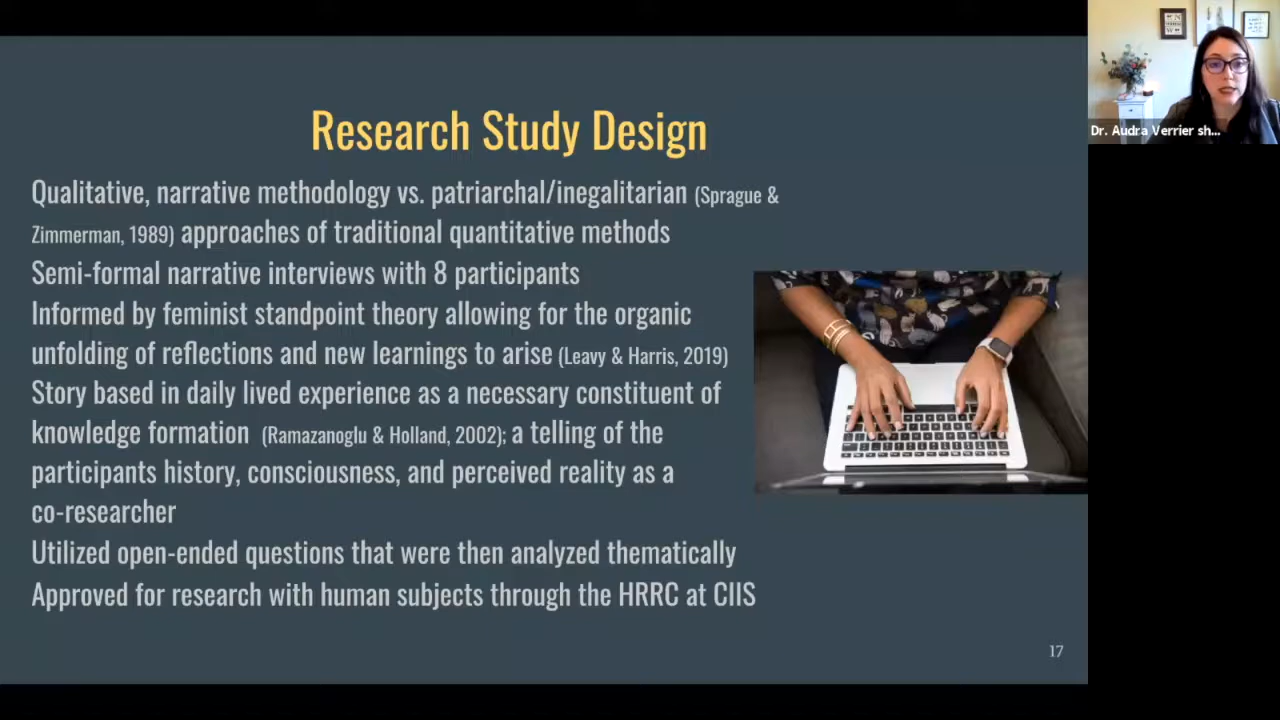 Research Study Design
Qualitative, narrative methodology vs. patriarchal/inegalitarian (Sprague &
Zimmerman, 1989) approaches of traditional quantitative methods
Semi-formal narrative interviews with 8 participants
Informed by feminist standpoint theory allowing for the organic
unfolding of reflections and new learnings to arise (Leavy & Harris, 2019)
Story based in daily lived experience as a necessary constituent of
knowledge formation (Ramazanoglu & Holland, 2002); a telling of the
participants history, consciousness, and perceived reality as a
co-researcher
Utilized open-ended questions that were then analyzed thematically
Approved for research with human subjects through the HRRC at CIIS
17
Dr. Audra Verrier sh...